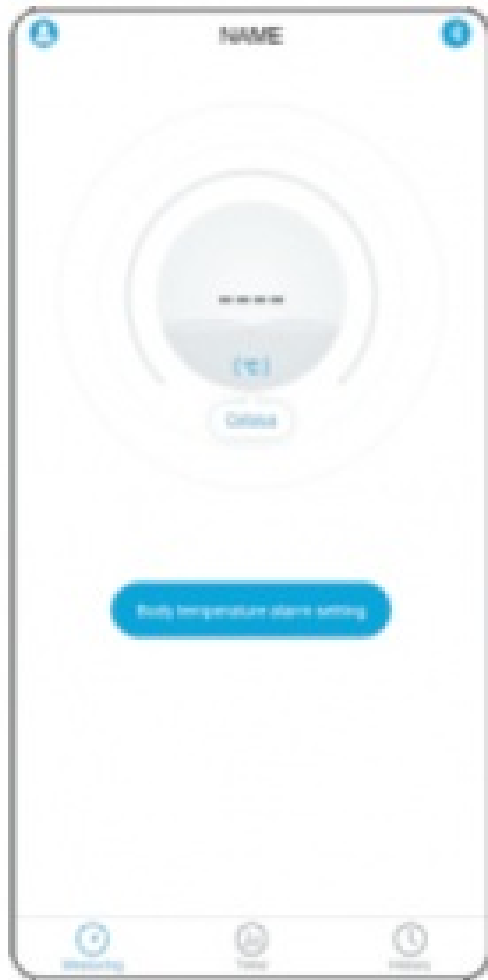 NAME
----
(℃)
Celsius
Body temperature alarm setting
Measuring
History